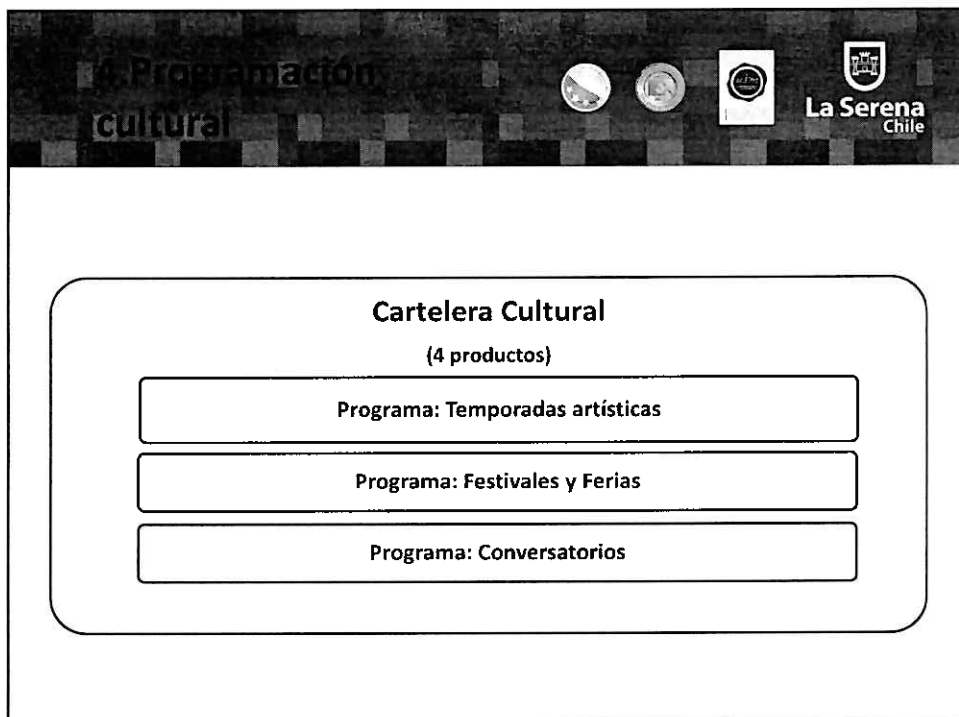 4 Programación
cultural
La Serena
Chile
Cartelera Cultural
(4 productos)
Programa: Temporadas artísticas
Programa: Festivales y Ferias
Programa: Conversatorios